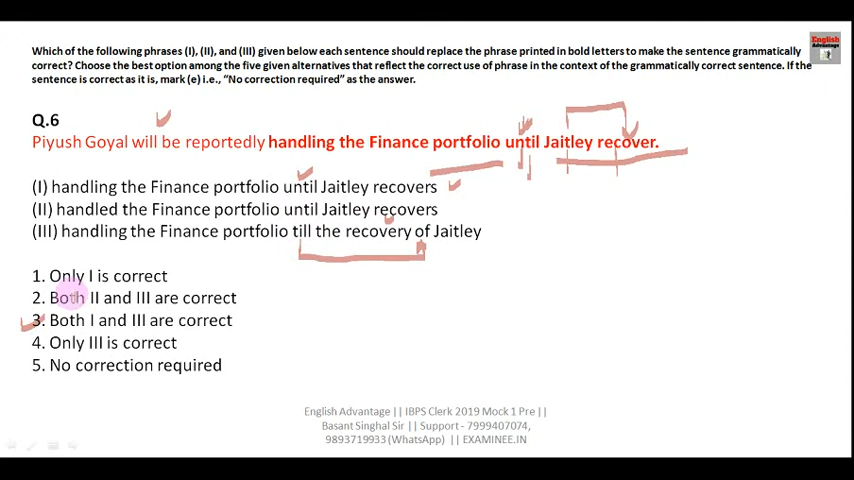 English
Advantage
Which of the following phrases (I), (II), and (III) given below each sentence should replace the phrase printed in bold letters to make the sentence grammatically
correct? Choose the best option among the five given alternatives that reflect the correct use of phrase in the context of the grammatically correct sentence. If the
sentence is correct as it is, mark (e) i.e., “No correction required” as the answer.
Q.6
Piyush Goyal will be reportedly handling the Finance portfolio until Jaitley recover.
(I) handling the Finance portfolio until Jaitley recovers
(II) handled the Finance portfolio until Jaitley recovers
(III) handling the Finance portfolio till the recovery of Jaitley
1. Only I is correct
2. Both II and III are correct
3. Both I and III are correct
4. Only III is correct
5. No correction required
English Advantage || IBPS Clerk 2019 Mock 1 Pre ||
Basant Singhal Sir || Support - 7999407074,
9893719933 (WhatsApp) || EXAMINEE.IN